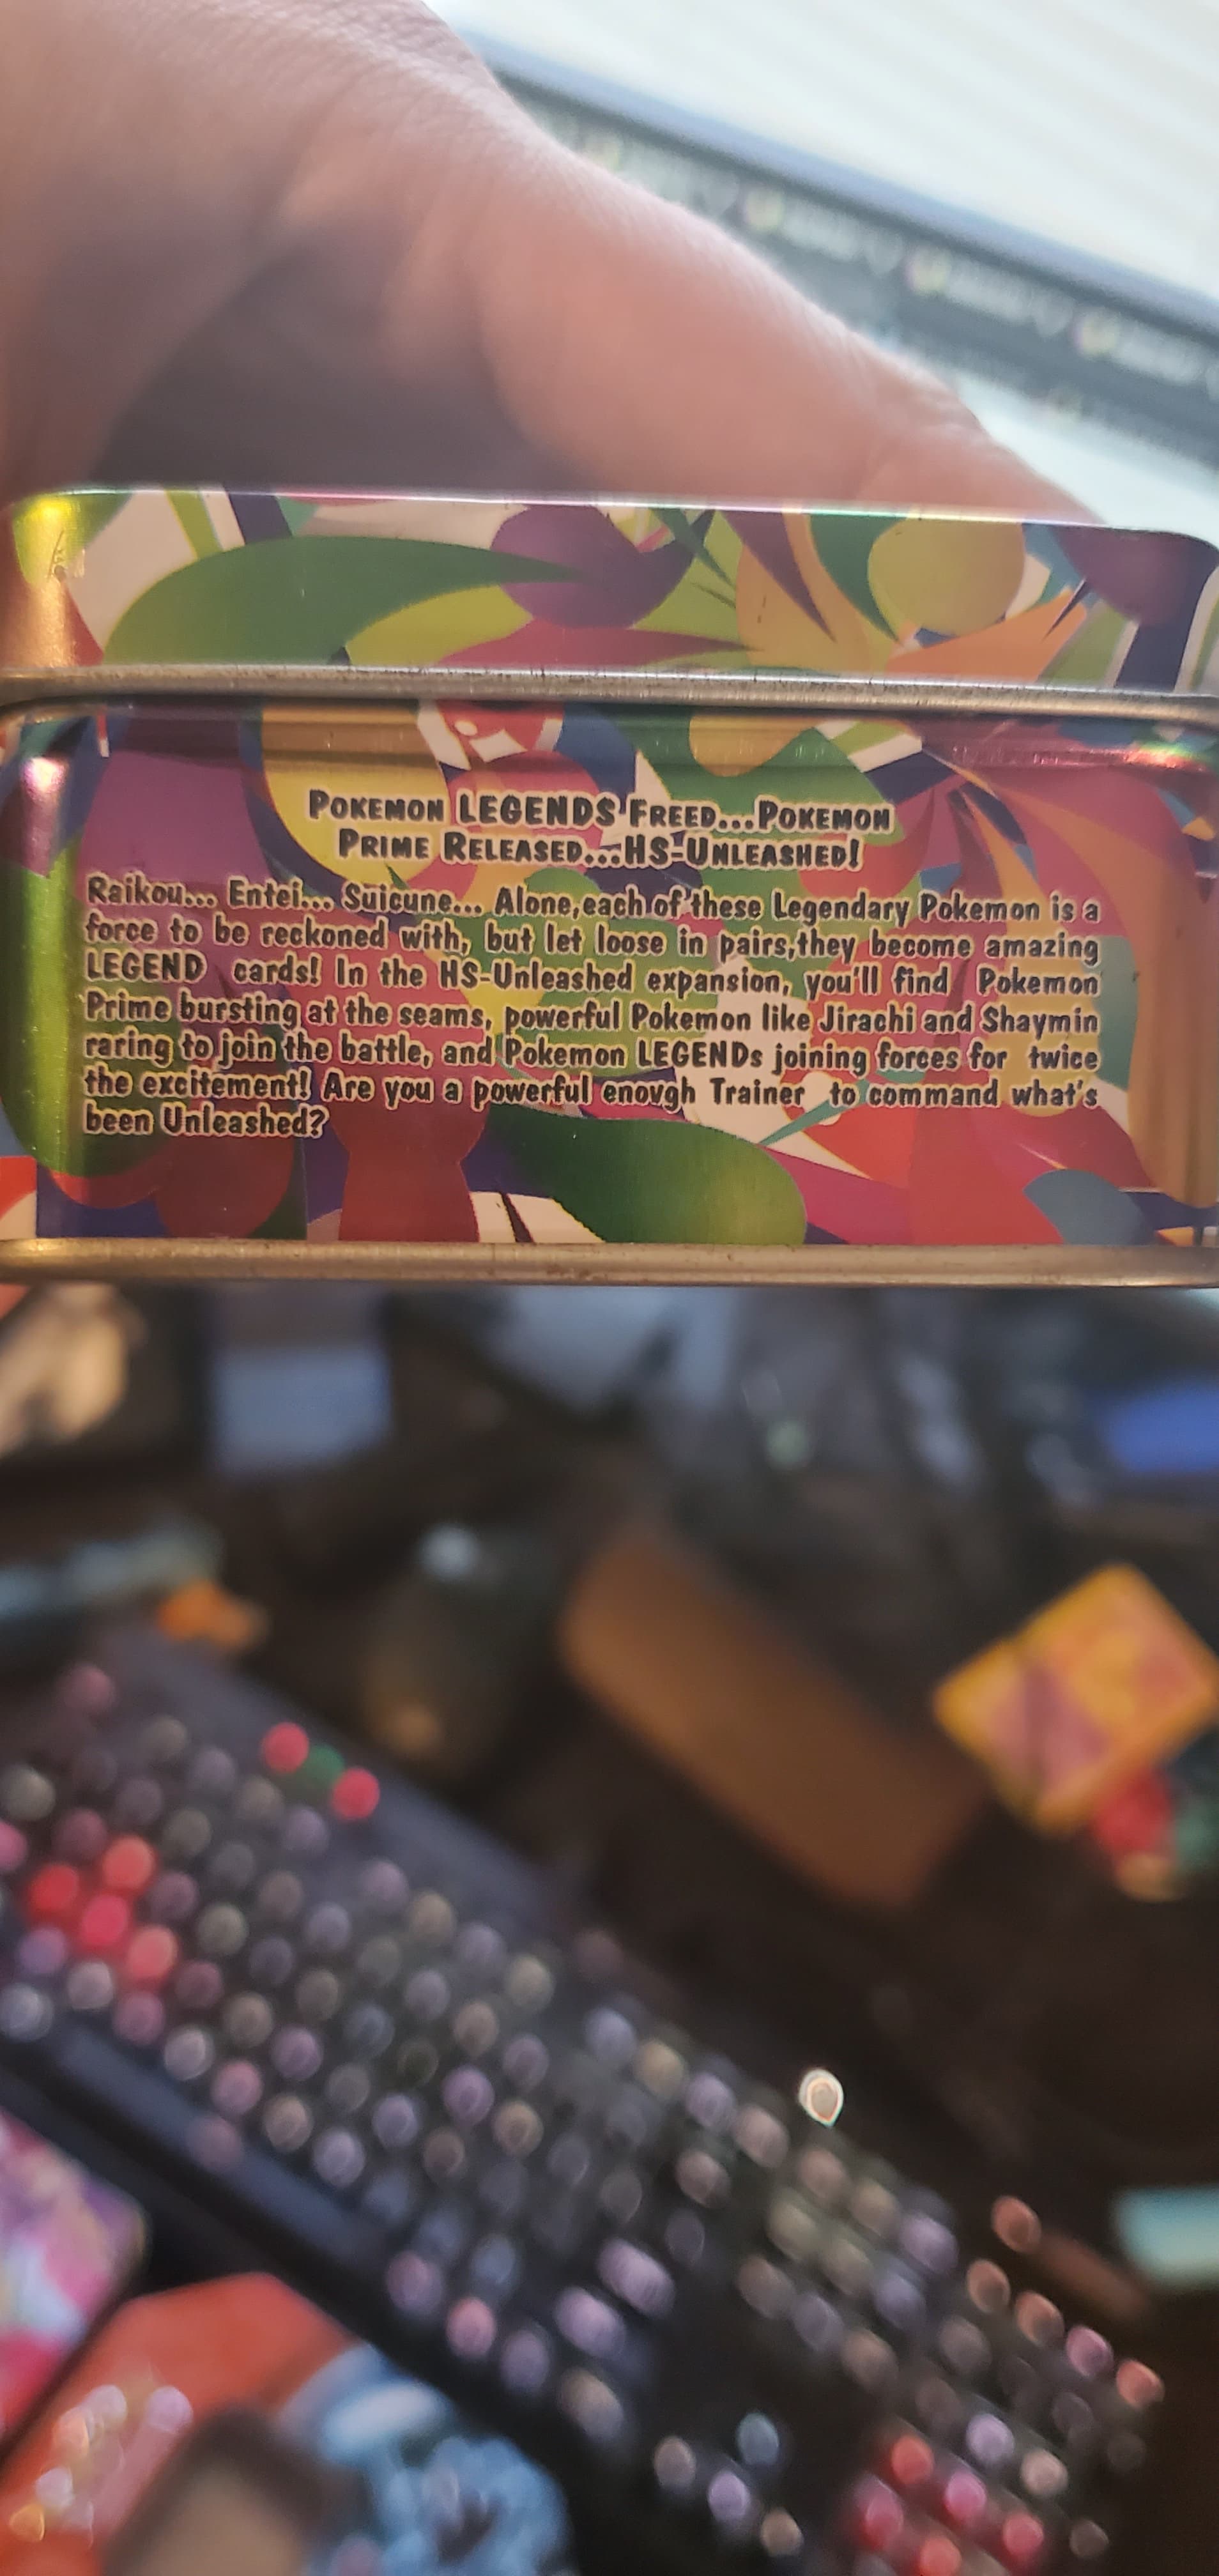 POKEMON LEGENDS FREED...POKEMON
PRIME RELEASED...HS-UNLEASHED!
Raikou... Entei... Suicune... Alone,each of these Legendary Pokemon is a
force to be reckoned with, but let loose in pairs,they become amazing
LEGEND cards! In the HS-Unleashed expansion, you'll find Pokemon
Prime bursting at the seams, powerful Pokemon like Jirachi and Shaymin
raring to join the battle, and Pokemon LEGENDs joining forces for twice
the excitement! Are you a powerful enovgh Trainer to command what's
been Unleashed?